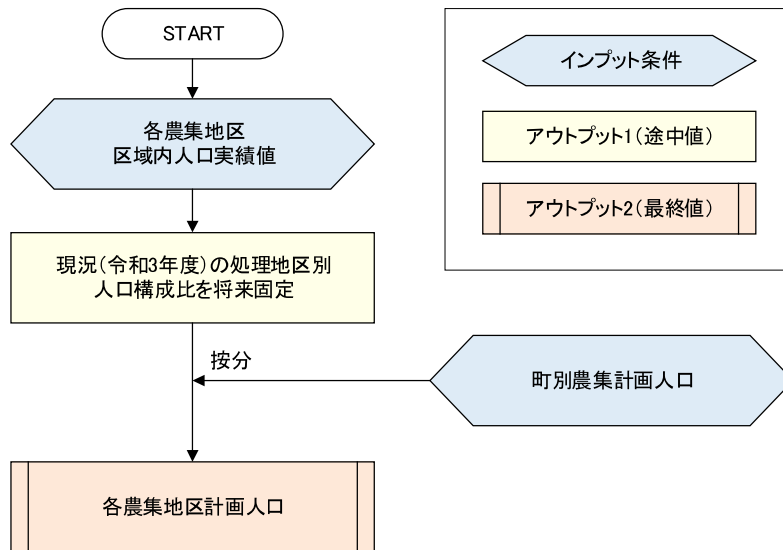 START
各農集地区
区域内人口実績値
現況(令和3年度)の処理地区別
人口構成比を将来固定
按分
町別農集計画人口
各農集地区計画人口
インプット条件
アウトプット1(途中値)
アウトプット2(最終値)